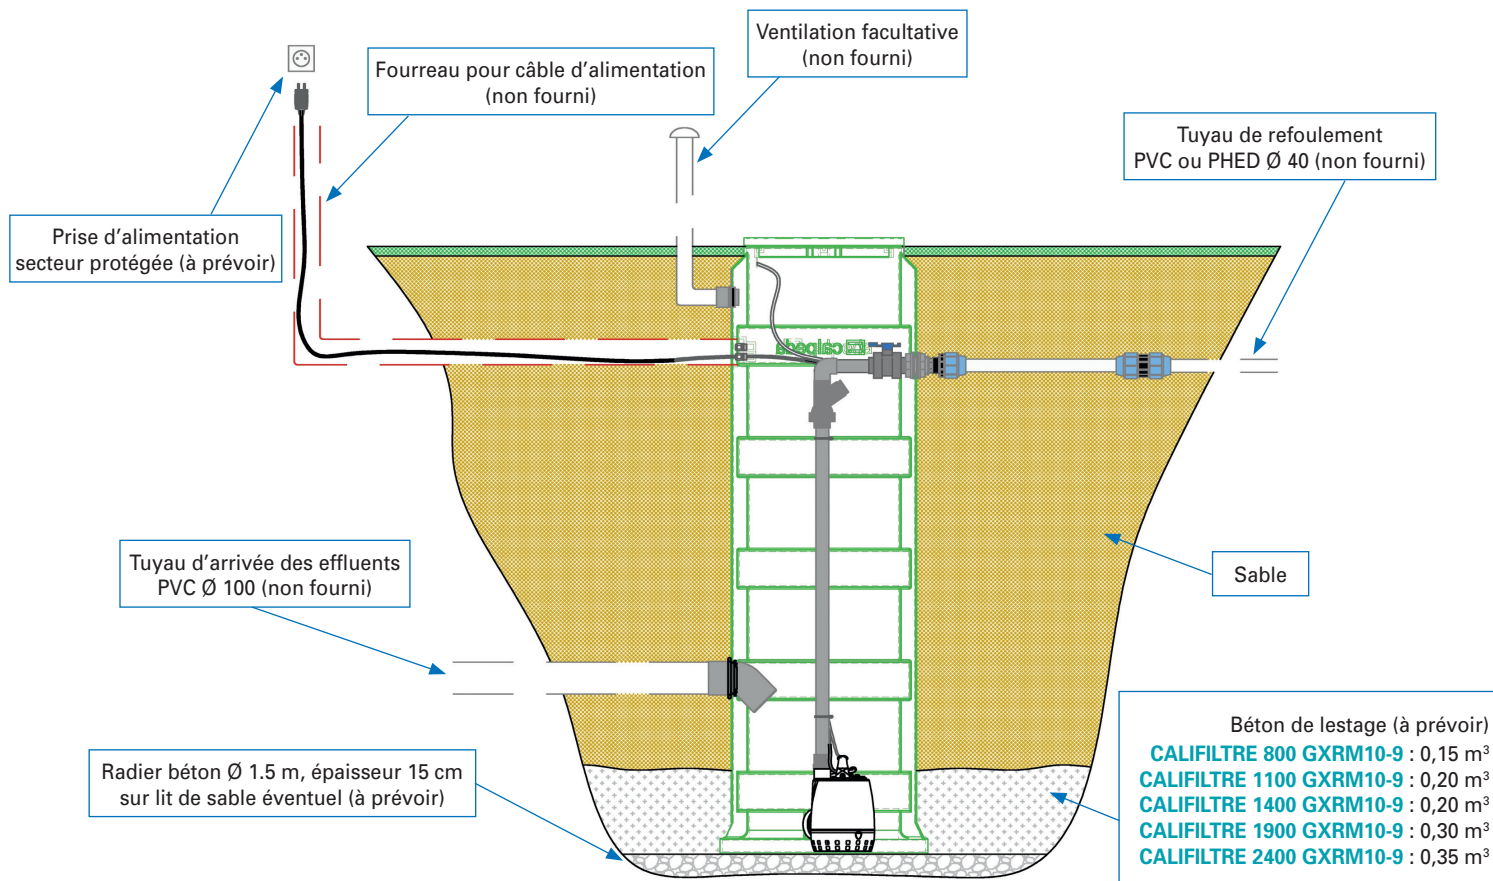 Ventilation facultative
(non fourni)
Fourreau pour câble d'alimentation
(non fourni)
Tuyau de refoulement
PVC ou PHED Ø 40 (non fourni)
Prise d'alimentation
secteur protégée (à prévoir)
calpeda
Tuyau d'arrivée des effluents
PVC Ø 100 (non fourni)
Sable
Radier béton Ø 1.5 m, épaisseur 15 cm
sur lit de sable éventuel (à prévoir)
Béton de lestage (à prévoir)
CALIFILTRE 800 GXRM10-9 : 0,15 m³
CALIFILTRE 1100 GXRM10-9 : 0,20 m³
CALIFILTRE 1400 GXRM10-9 : 0,20 m³
CALIFILTRE 1900 GXRM10-9 : 0,30 m³
CALIFILTRE 2400 GXRM10-9 : 0,35 m³